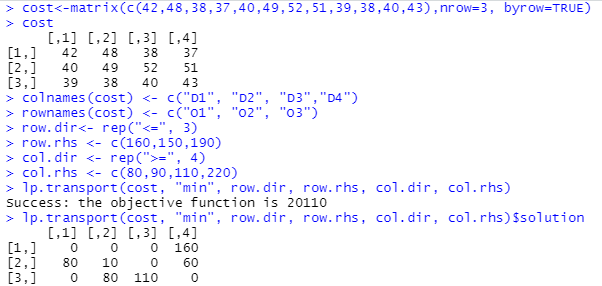 > cost<-matrix(c(42,48,38,37,40,49,52,51,39,38,40,43),nrow=3, byrow=TRUE)
> cost
     [,1] [,2] [,3] [,4]
[1,]   42   48   38   37
[2,]   40   49   52   51
[3,]   39   38   40   43
> colnames(cost) <- c("D1", "D2", "D3","D4")
> rownames(cost) <- c("O1", "O2", "O3")
> row.dir<- rep("<=", 3)
> row.rhs <- c(160,150,190)
> col.dir <- rep(">=", 4)
> col.rhs <- c(80,90,110,220)
> lp.transport(cost, "min", row.dir, row.rhs, col.dir, col.rhs)
Success: the objective function is 20110
> lp.transport(cost, "min", row.dir, row.rhs, col.dir, col.rhs)$solution
     [,1] [,2] [,3] [,4]
[1,]    0    0    0  160
[2,]   80   10    0   60
[3,]    0   80  110    0